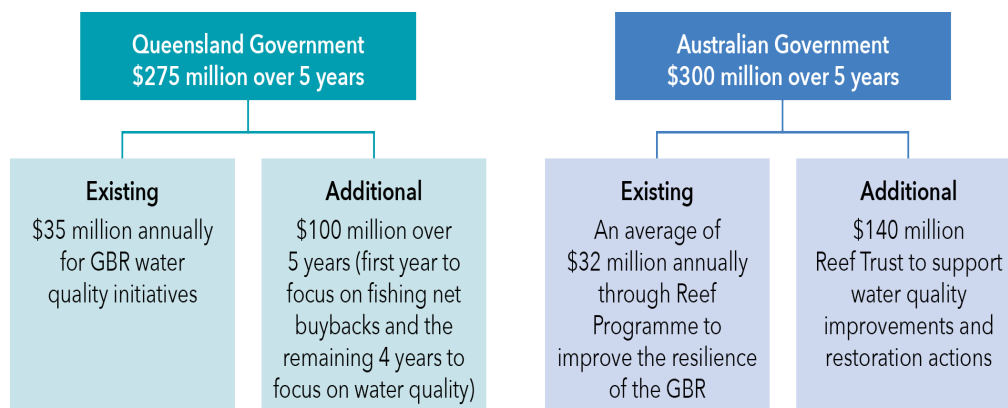 Queensland Government
$275 million over 5 years
Existing
$35 million annually
for GBR water
quality initiatives
Additional
$100 million over
5 years (first year to
focus on fishing net
buybacks and the
remaining 4 years to
focus on water quality)
Australian Government
$300 million over 5 years
Existing
An average of
$32 million annually
through Reef
Programme to
improve the resilience
of the GBR
Additional
$140 million
Reef Trust to support
water quality
improvements and
restoration actions